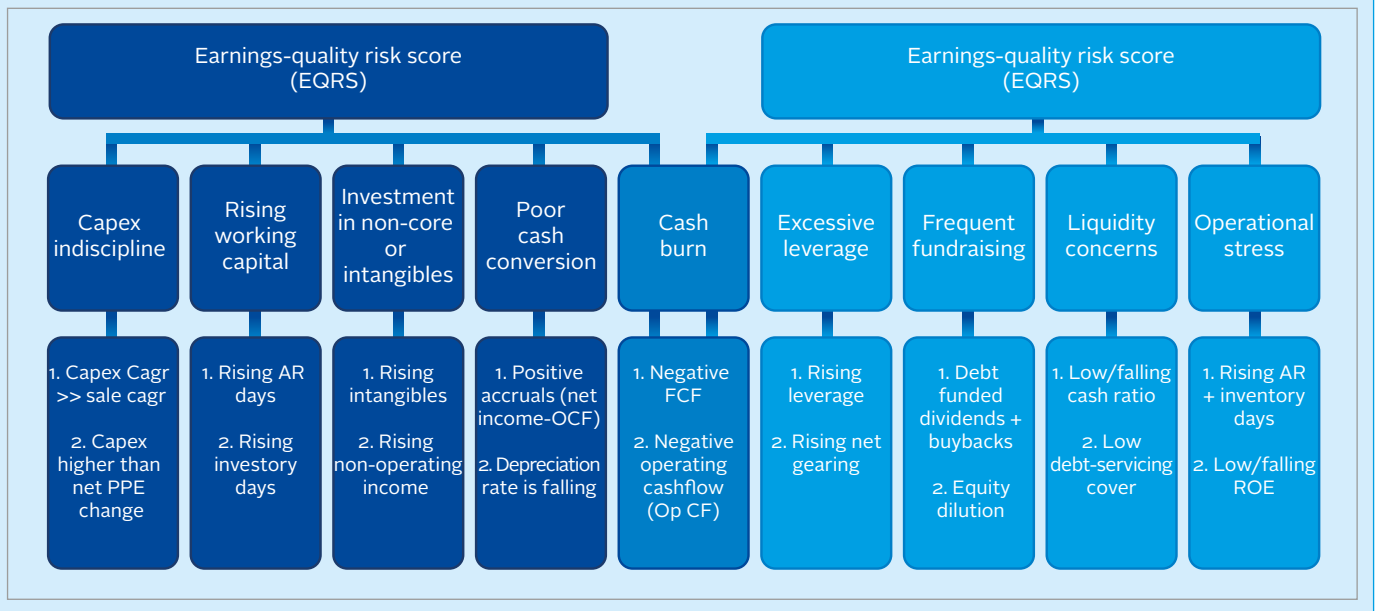 Earnings-quality risk score
(EQRS)
Earnings-quality risk score
(EQRS)
Capex
indiscipline
Rising
working
capital
Investment
in non-core
or
intangibles
Poor
cash
conversion
Cash
burn
Excessive
leverage
Frequent
fundraising
Liquidity
concerns
Operational
stress
1. Capex Cagr
>> sale cagr
2. Capex
higher than
net PPE
change
1. Rising AR
days
2. Rising
investory
days
1. Rising
intangibles
2. Rising
non-operating
income
1. Positive
accruals (net
income-OCF)
2. Depreciation
rate is falling
1. Negative
FCF
2. Negative
operating
cashflow
(Op CF)
1. Rising
leverage
2. Rising net
gearing
1. Debt
funded
dividends +
buybacks
2. Equity
dilution
1. Low/falling
cash ratio
2. Low
debt-servicing
cover
1. Rising AR
+ inventory
days
2. Low/falling
ROE